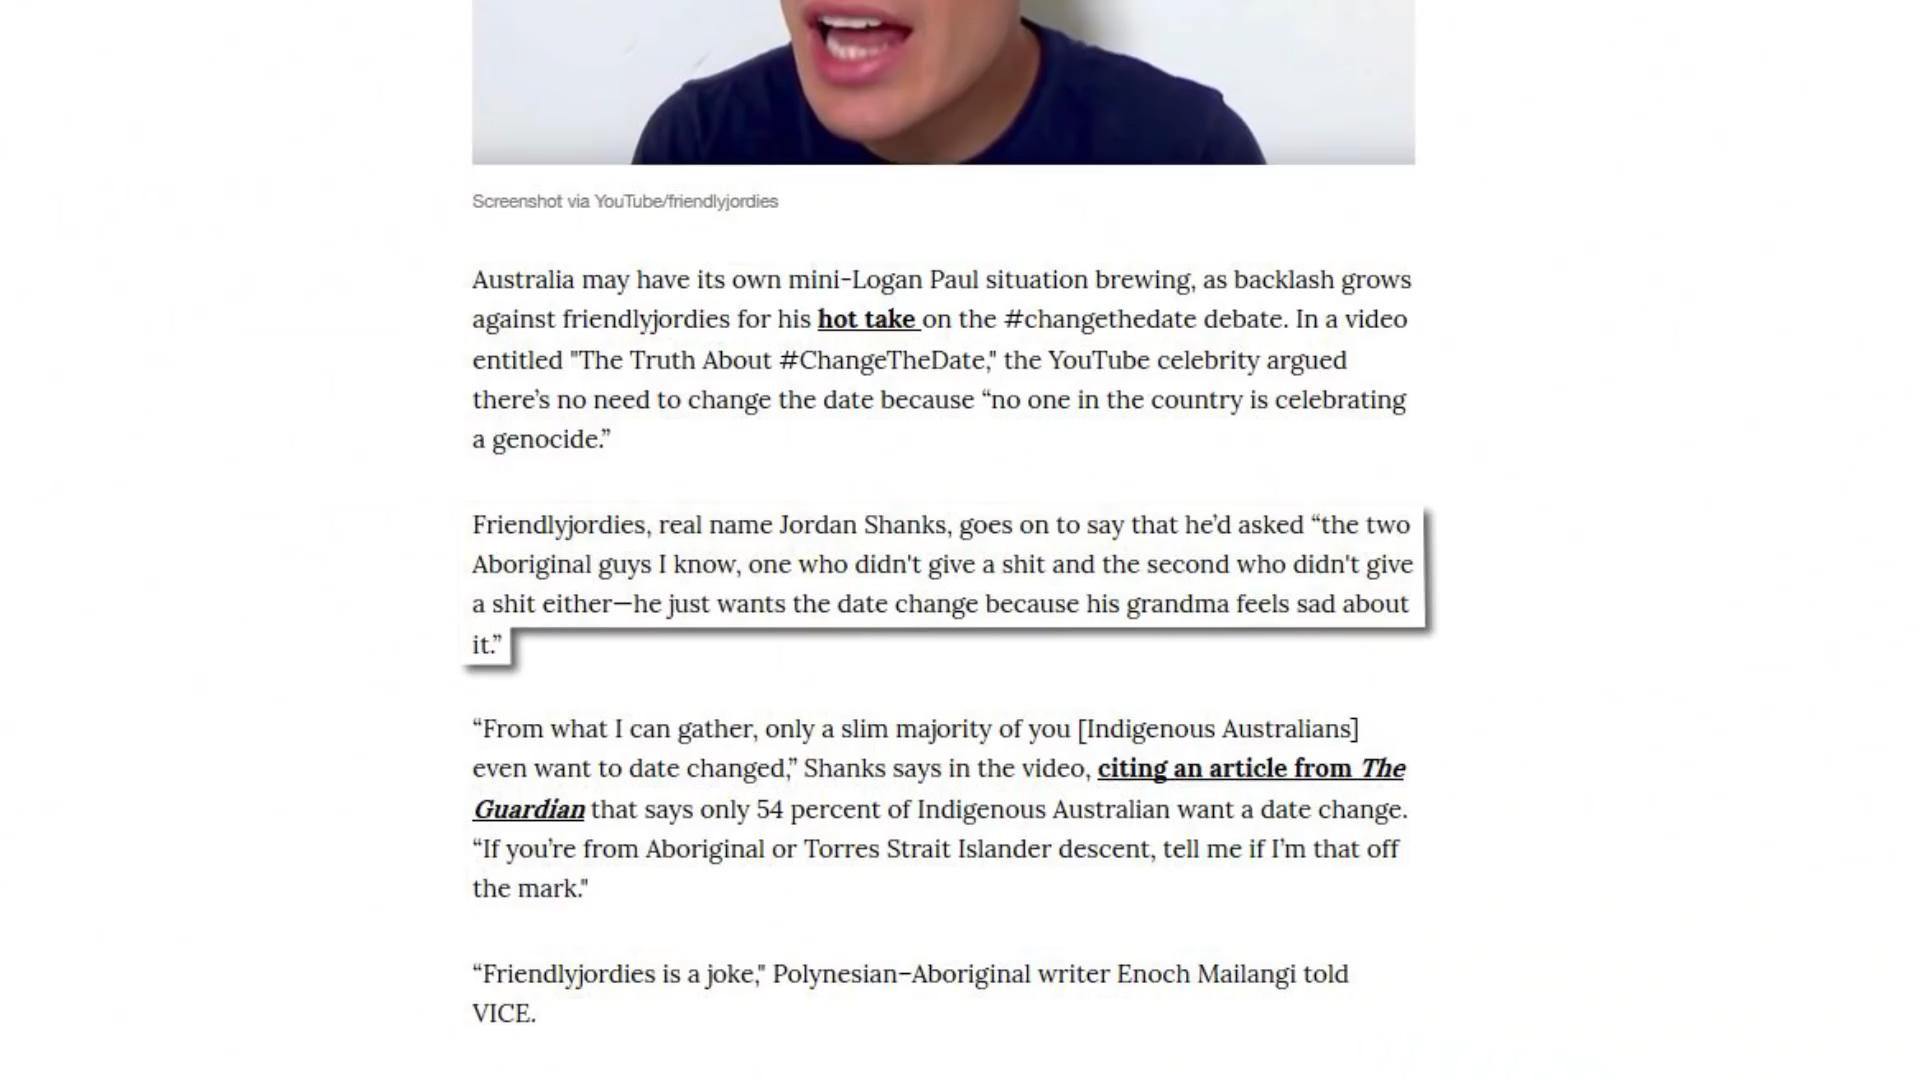 Screenshot via YouTube/friendlyjordies
Australia may have its own mini-Logan Paul situation brewing, as backlash grows
against friendlyjordies for his hot take on the #changethedate debate. In a video
entitled "The Truth About #ChangeTheDate," the YouTube celebrity argued
there’s no need to change the date because “no one in the country is celebrating
a genocide.”
Friendlyjordies, real name Jordan Shanks, goes on to say that he’d asked “the two
Aboriginal guys I know, one who didn't give a shit and the second who didn't give
a shit either—he just wants the date change because his grandma feels sad about
it.”
“From what I can gather, only a slim majority of you [Indigenous Australians]
even want to date changed,” Shanks says in the video, citing an article from The
Guardian that says only 54 percent of Indigenous Australian want a date change.
“If you’re from Aboriginal or Torres Strait Islander descent, tell me if I’m that off
the mark."
“Friendlyjordies is a joke," Polynesian–Aboriginal writer Enoch Mailangi told
VICE.